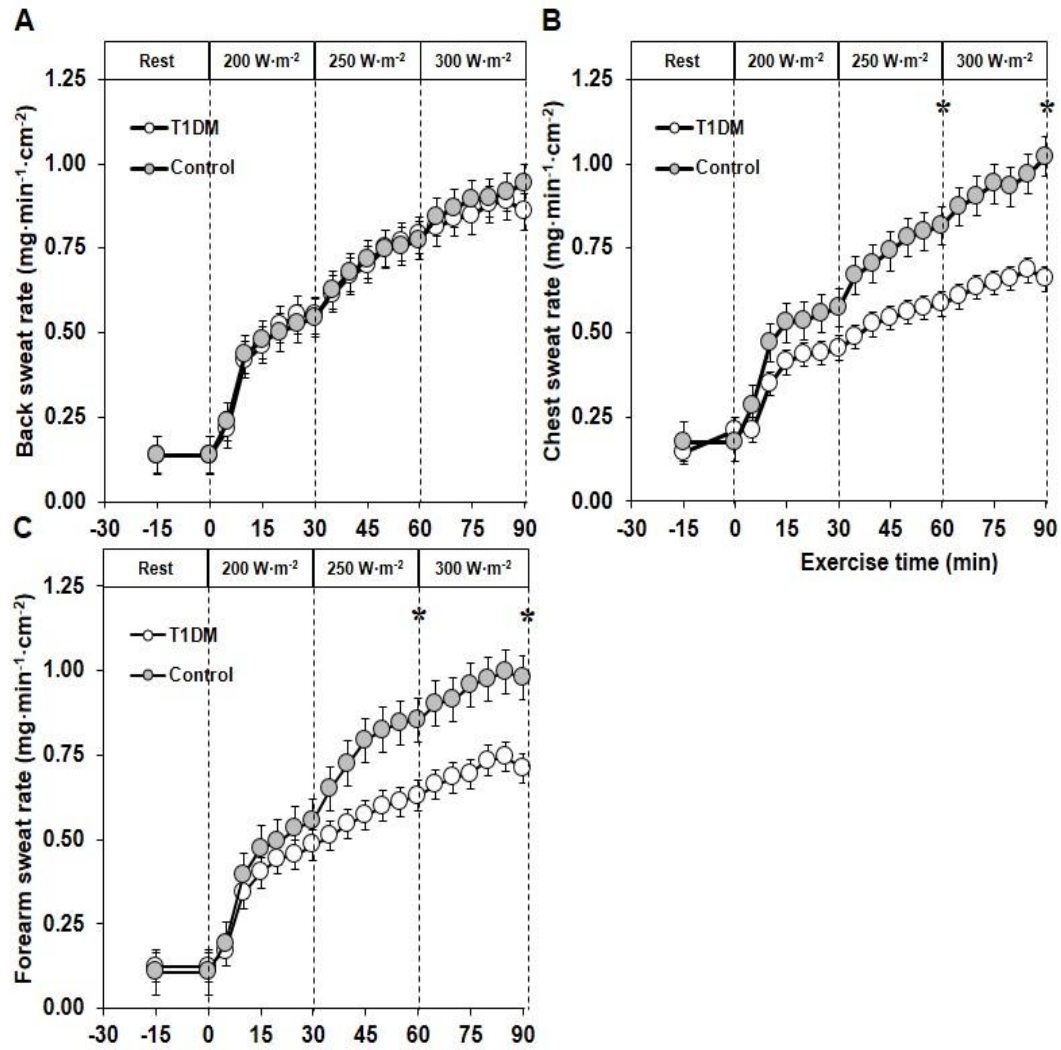 A
Rest 200 W·m⁻² 250 W·m⁻² 300 W·m⁻²
1.25
T1DM
1.00
Control
0.75
0.50
0.25
0.00
-30 -15 0 15 30 45 60 75 90
Back sweat rate (mg·min⁻¹·cm⁻²)
B
Rest 200 W·m⁻² 250 W·m⁻² 300 W·m⁻²
1.25
* *
T1DM
1.00
Control
0.75
0.50
0.25
0.00
-30 -15 0 15 30 45 60 75 90
Chest sweat rate (mg·min⁻¹·cm⁻²)
Exercise time (min)
C
Rest 200 W·m⁻² 250 W·m⁻² 300 W·m⁻²
1.25
* *
T1DM
1.00
Control
0.75
0.50
0.25
0.00
-30 -15 0 15 30 45 60 75 90
Forearm sweat rate (mg·min⁻¹·cm⁻²)